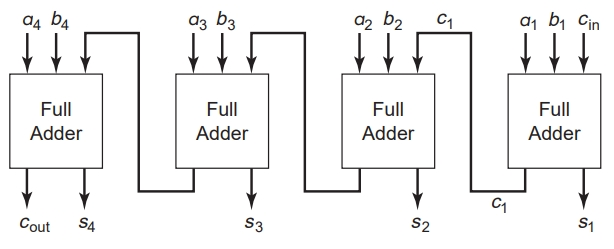 a4 b4 a3 b3 a2 b2 c1 a1 b1 cin
Full Adder Full Adder Full Adder Full Adder
c1
cout s4 s3 s2 s1